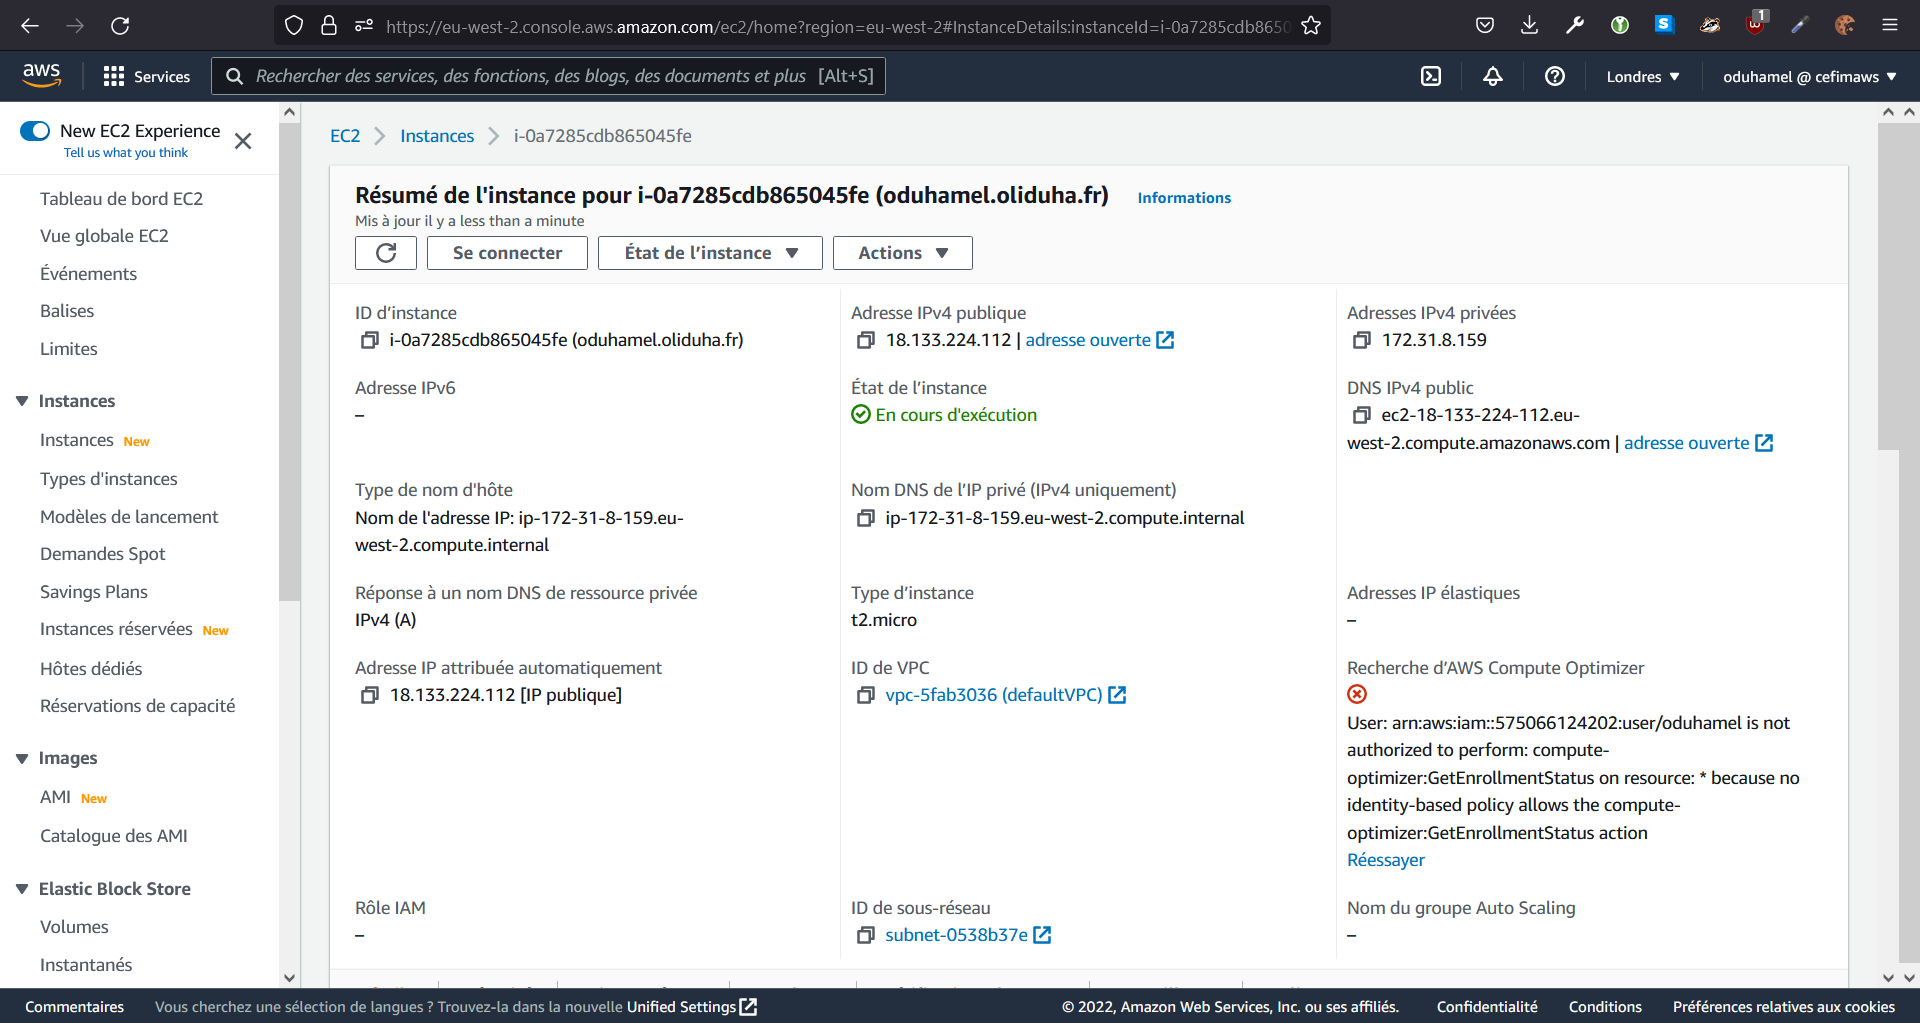 https://eu-west-2.console.aws.amazon.com/ec2/home?region=eu-west-2#InstanceDetails:instanceId=i-0a7285cdb8650
1
aws
Services
Rechercher des services, des fonctions, des blogs, des documents et plus [Alt+S]
Londres ▼
oduhamel @ cefimaws ▼
New EC2 Experience
Tell us what you think
Tableau de bord EC2
Vue globale EC2
Événements
Balises
Limites
Instances
Instances New
Types d'instances
Modèles de lancement
Demandes Spot
Savings Plans
Instances réservées New
Hôtes dédiés
Réservations de capacité
Images
AMI New
Catalogue des AMI
Elastic Block Store
Volumes
Instantanés
EC2 > Instances > i-0a7285cdb865045fe
Résumé de l'instance pour i-0a7285cdb865045fe (oduhamel.oliduha.fr) Informations
Mis à jour il y a less than a minute
Se connecter
État de l’instance ▼
Actions ▼
ID d’instance
i-0a7285cdb865045fe (oduhamel.oliduha.fr)
Adresse IPv4 publique
18.133.224.112 | adresse ouverte
Adresses IPv4 privées
172.31.8.159
Adresse IPv6
–
État de l’instance
En cours d'exécution
DNS IPv4 public
ec2-18-133-224-112.eu-
west-2.compute.amazonaws.com | adresse ouverte
Type de nom d'hôte
Nom de l'adresse IP: ip-172-31-8-159.eu-
west-2.compute.internal
Nom DNS de l’IP privé (IPv4 uniquement)
ip-172-31-8-159.eu-west-2.compute.internal
Réponse à un nom DNS de ressource privée
IPv4 (A)
Type d’instance
t2.micro
Adresses IP élastiques
–
Adresse IP attribuée automatiquement
18.133.224.112 [IP publique]
ID de VPC
vpc-5fab3036 (defaultVPC)
Recherche d’AWS Compute Optimizer
User: arn:aws:iam::575066124202:user/oduhamel is not
authorized to perform: compute-
optimizer:GetEnrollmentStatus on resource: * because no
identity-based policy allows the compute-
optimizer:GetEnrollmentStatus action
Réessayer
Rôle IAM
–
ID de sous-réseau
subnet-0538b37e
Nom du groupe Auto Scaling
–
Commentaires
Vous cherchez une sélection de langues ? Trouvez-la dans la nouvelle Unified Settings
© 2022, Amazon Web Services, Inc. ou ses affiliés.
Confidentialité
Conditions
Préférences relatives aux cookies